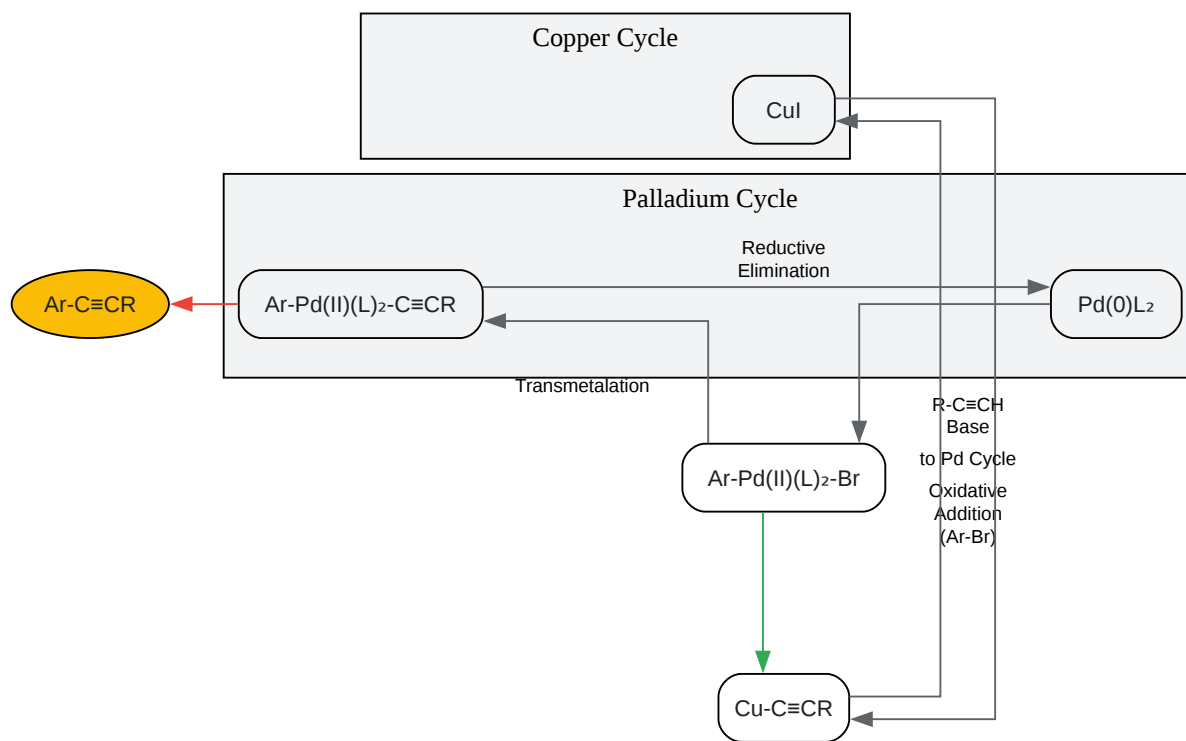 Copper Cycle
CuI
Palladium Cycle
Reductive
Elimination
Ar-C≡CR
Ar-Pd(II)(L)₂-C≡CR
Pd(0)L₂
Transmetalation
R-C≡CH
Base
to Pd Cycle
Ar-Pd(II)(L)₂-Br
Oxidative
Addition
(Ar-Br)
Cu-C≡CR